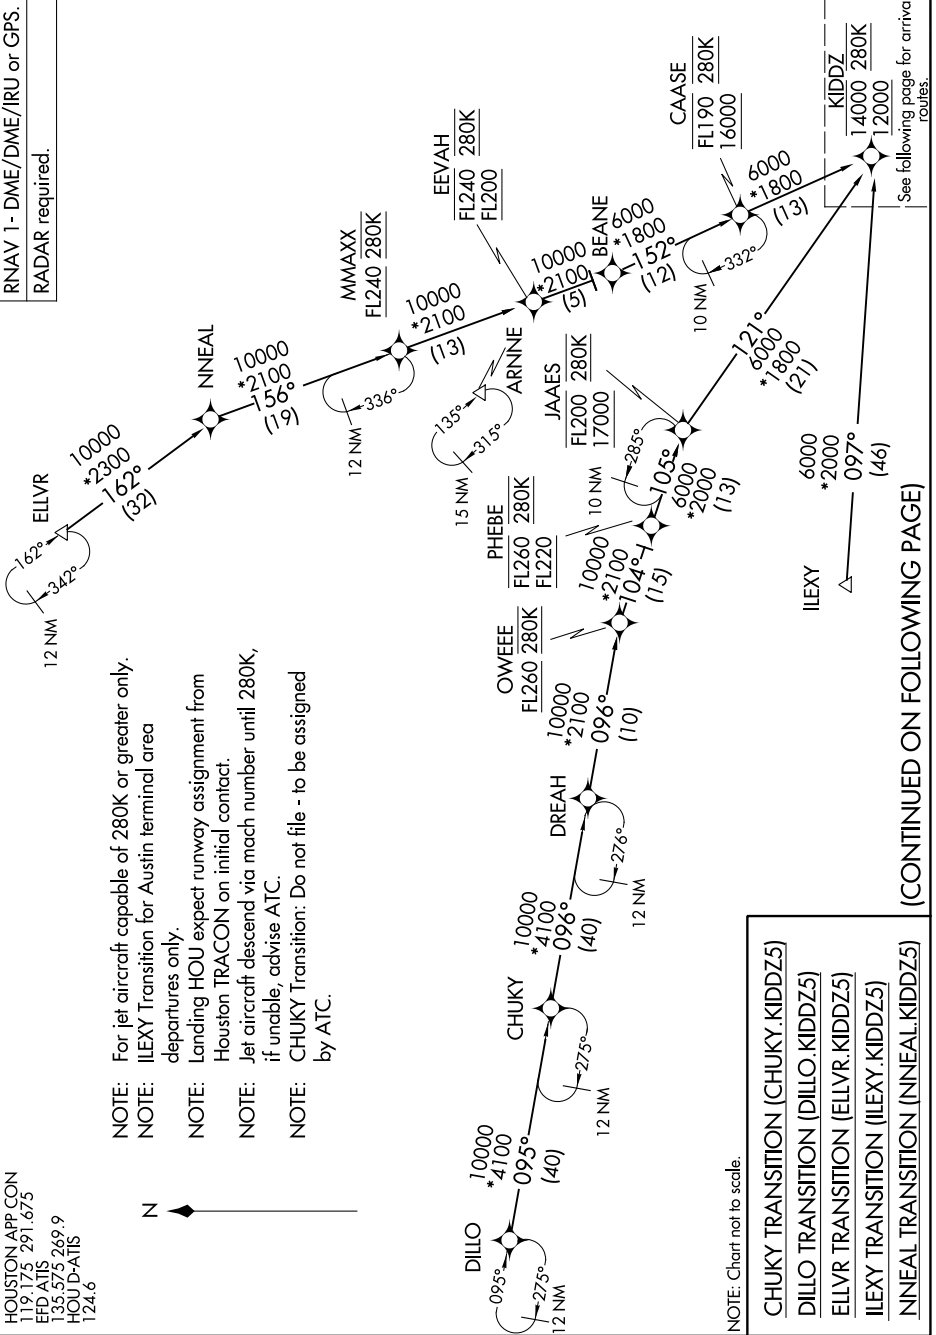 HOUSTON APP CON
119.175 291.675
EFD ATIS
135.575 269.9
HOU D-ATIS
124.6
RNAV 1 - DME/DME/IRU or GPS.
RADAR required.
N
NOTE: For jet aircraft capable of 280K or greater only.
NOTE: ILEXY Transition for Austin terminal area
departures only.
NOTE: Landing HOU expect runway assignment from
Houston TRACON on initial contact.
NOTE: Jet aircraft descend via mach number until 280K,
if unable, advise ATC.
NOTE: CHUKY Transition: Do not file - to be assigned
by ATC.
ELLVR
162°
342°
12 NM
10000
*2300
162°
(32)
NNEAL
10000
*2100
156°
(19)
MMAXX
FL240 280K
336°
12 NM
10000
*2100
(13)
EEVAH
FL240 280K
FL200
ARNNE
135°
315°
15 NM
10000
*2100
(5)
BEANE
6000
*1800
152°
(12)
CAASE
FL190 280K
16000
332°
10 NM
6000
*1800
(13)
KIDDZ
14000 280K
12000
See following page for arrival
routes.
DILLO
095°
275°
12 NM
10000
*4100
095°
(40)
CHUKY
275°
12 NM
10000
*4100
096°
(40)
DREAH
276°
12 NM
10000
*2100
096°
(10)
OWEEE
FL260 280K
10000
*2100
104°
(15)
PHEBE
FL260 280K
FL220
6000
*2000
105°
(13)
JAAES
FL200 280K
17000
285°
10 NM
121°
6000
*1800
(21)
ILEXY
6000
*2000
097°
(46)
(CONTINUED ON FOLLOWING PAGE)
NOTE: Chart not to scale.
CHUKY TRANSITION (CHUKY.KIDDZ5)
DILLO TRANSITION (DILLO.KIDDZ5)
ELLVR TRANSITION (ELLVR.KIDDZ5)
ILEXY TRANSITION (ILEXY.KIDDZ5)
NNEAL TRANSITION (NNEAL.KIDDZ5)